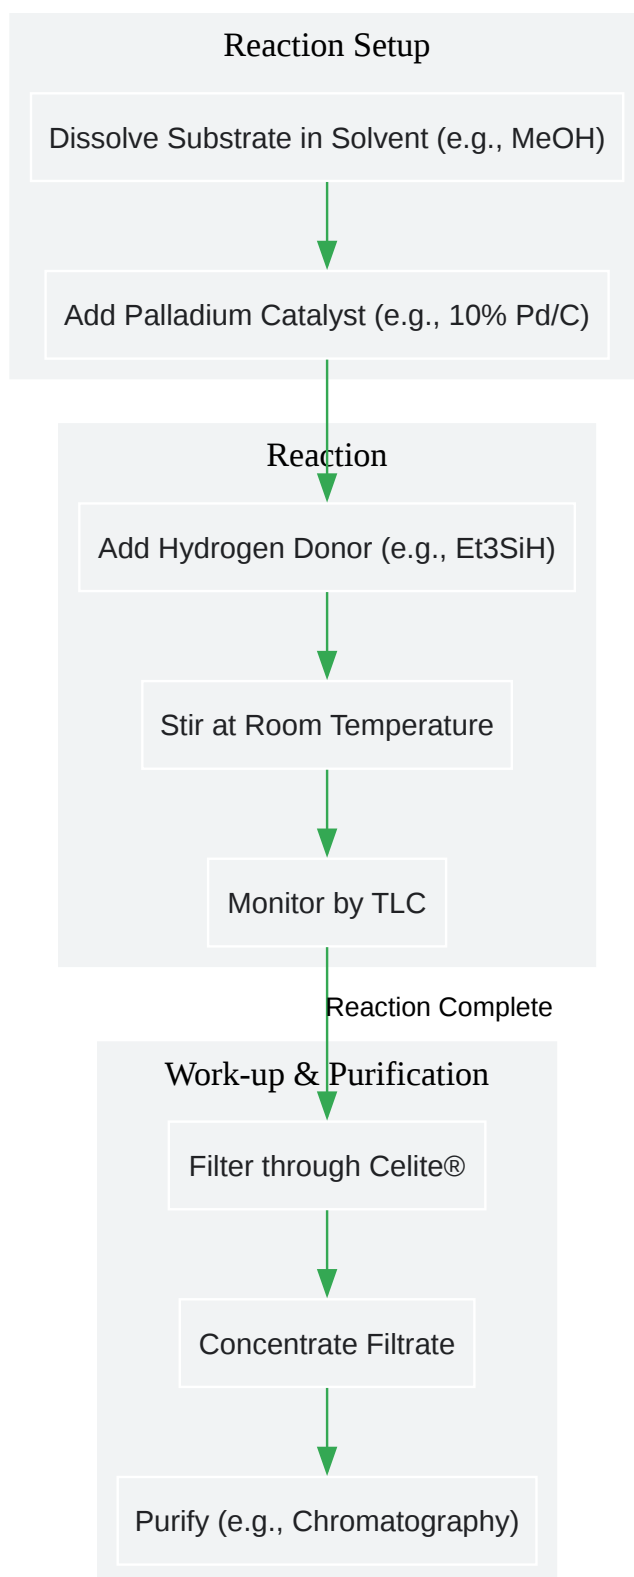 Reaction Setup
Dissolve Substrate in Solvent (e.g., MeOH)
Add Palladium Catalyst (e.g., 10% Pd/C)
Reaction
Add Hydrogen Donor (e.g., Et3SiH)
Stir at Room Temperature
Monitor by TLC
Reaction Complete
Work-up & Purification
Filter through Celite®
Concentrate Filtrate
Purify (e.g., Chromatography)